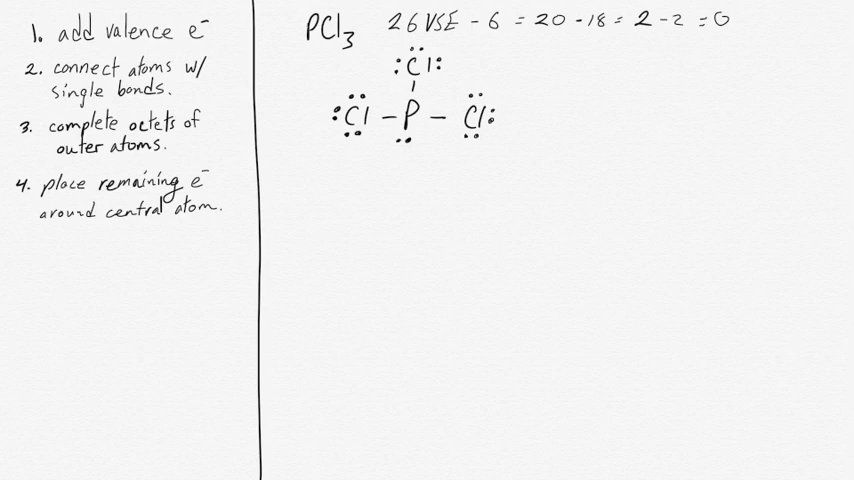 1. add valence e⁻
2. connect atoms w/
single bonds.
3. complete octets of
outer atoms.
4. place remaining e⁻
around central atom.
PCl₃ 26 VSE - 6 = 20 - 18 = 2 - 2 = 0
Cl
Cl - P - Cl